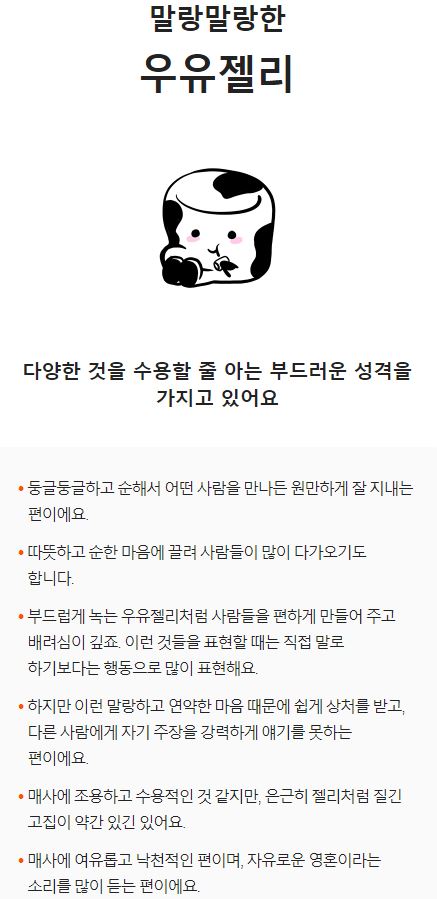 말랑말랑한
우유젤리
다양한 것을 수용할 줄 아는 부드러운 성격을
가지고 있어요
• 둥글둥글하고 순해서 어떤 사람을 만나든 원만하게 잘 지내는
편이에요.
• 따뜻하고 순한 마음에 끌려 사람들이 많이 다가오기도
합니다.
• 부드럽게 녹는 우유젤리처럼 사람들을 편하게 만들어 주고
배려심이 깊죠. 이런 것들을 표현할 때는 직접 말로
하기보다는 행동으로 많이 표현해요.
• 하지만 이런 말랑하고 연약한 마음 때문에 쉽게 상처를 받고,
다른 사람에게 자기 주장을 강력하게 얘기를 못하는
편이에요.
• 매사에 조용하고 수용적인 것 같지만, 은근히 젤리처럼 질긴
고집이 약간 있긴 있어요.
• 매사에 여유롭고 낙천적인 편이며, 자유로운 영혼이라는
소리를 많이 듣는 편이에요.